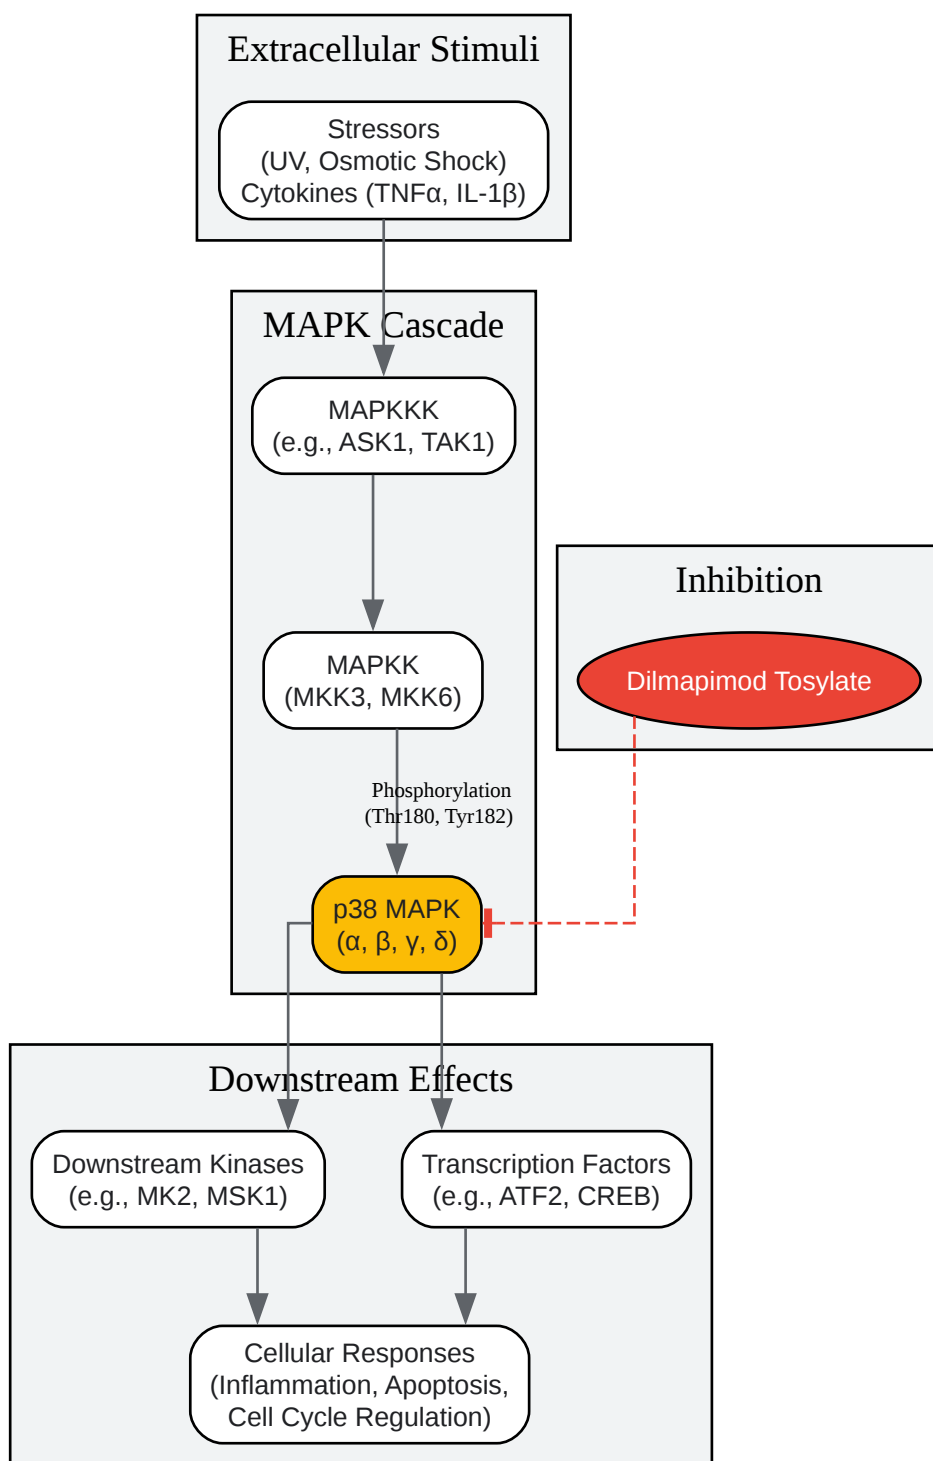 Extracellular Stimuli
Stressors
(UV, Osmotic Shock)
Cytokines (TNFα, IL-1β)
MAPK Cascade
MAPKKK
(e.g., ASK1, TAK1)
Inhibition
MAPKK
(MKK3, MKK6)
Dilmapimod Tosylate
Phosphorylation
(Thr180, Tyr182)
p38 MAPK
(α, β, γ, δ)
Downstream Effects
Downstream Kinases
(e.g., MK2, MSK1)
Transcription Factors
(e.g., ATF2, CREB)
Cellular Responses
(Inflammation, Apoptosis,
Cell Cycle Regulation)